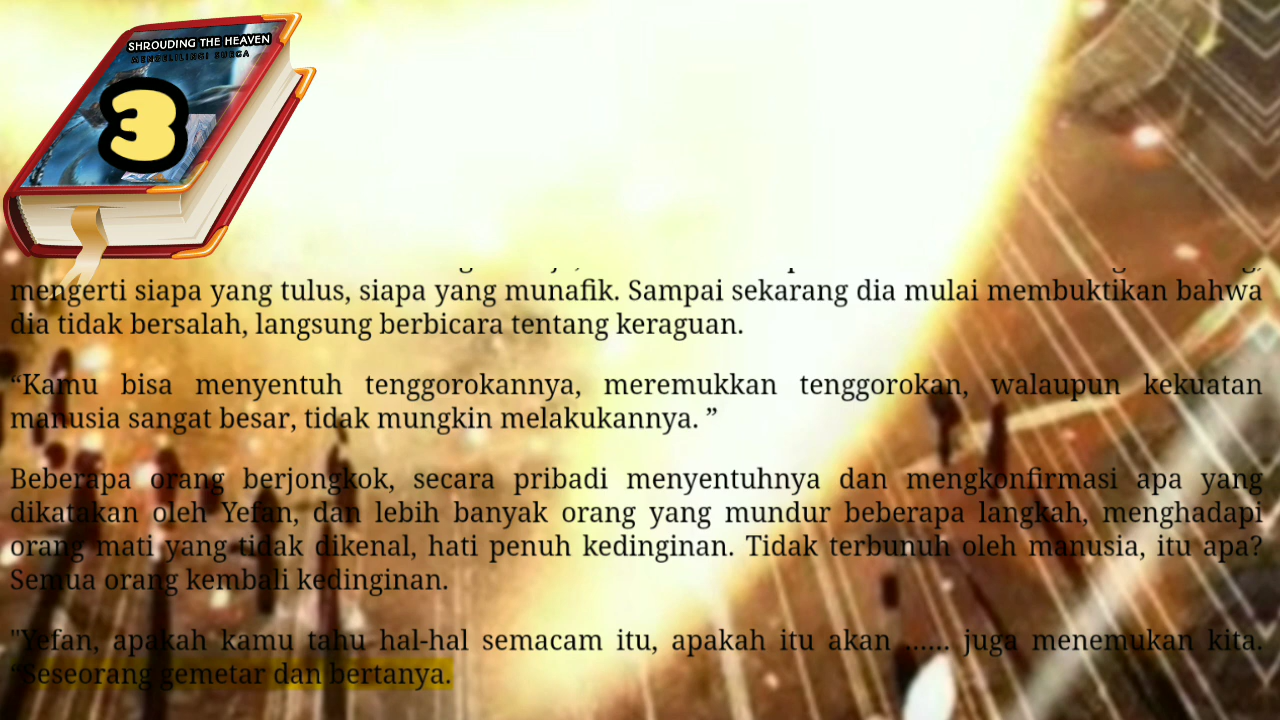 SHROUDING THE HEAVEN
MENGELILINGI SURGA
3
mengerti siapa yang tulus, siapa yang munafik. Sampai sekarang dia mulai membuktikan bahwa
dia tidak bersalah, langsung berbicara tentang keraguan.
“Kamu bisa menyentuh tenggorokannya, meremukkan tenggorokan, walaupun kekuatan
manusia sangat besar, tidak mungkin melakukannya. ”
Beberapa orang berjongkok, secara pribadi menyentuhnya dan mengkonfirmasi apa yang
dikatakan oleh Yefan, dan lebih banyak orang yang mundur beberapa langkah, menghadapi
orang mati yang tidak dikenal, hati penuh kedinginan. Tidak terbunuh oleh manusia, itu apa?
Semua orang kembali kedinginan.
"Yefan, apakah kamu tahu hal-hal semacam itu, apakah itu akan ...... juga menemukan kita.
“Seseorang gemetar dan bertanya.